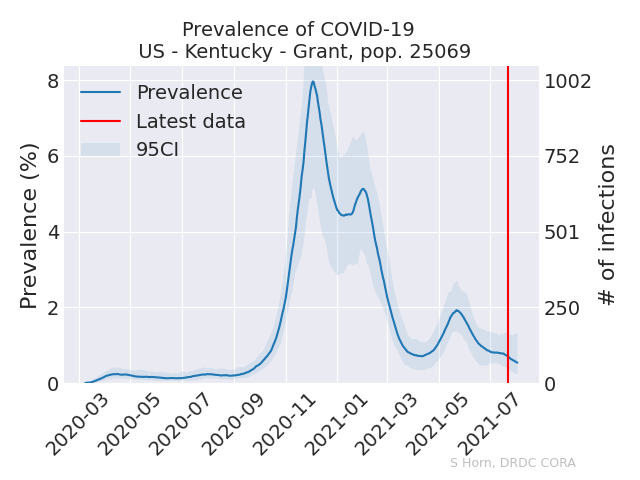 Prevalence of COVID-19
US - Kentucky - Grant, pop. 25069
Prevalence
Latest data
95CI
Prevalence (%)
8
6
4
2
0
# of infections
1002
752
501
250
0
2020-03
2020-05
2020-07
2020-09
2020-11
2021-01
2021-03
2021-05
2021-07
S Horn, DRDC CORA